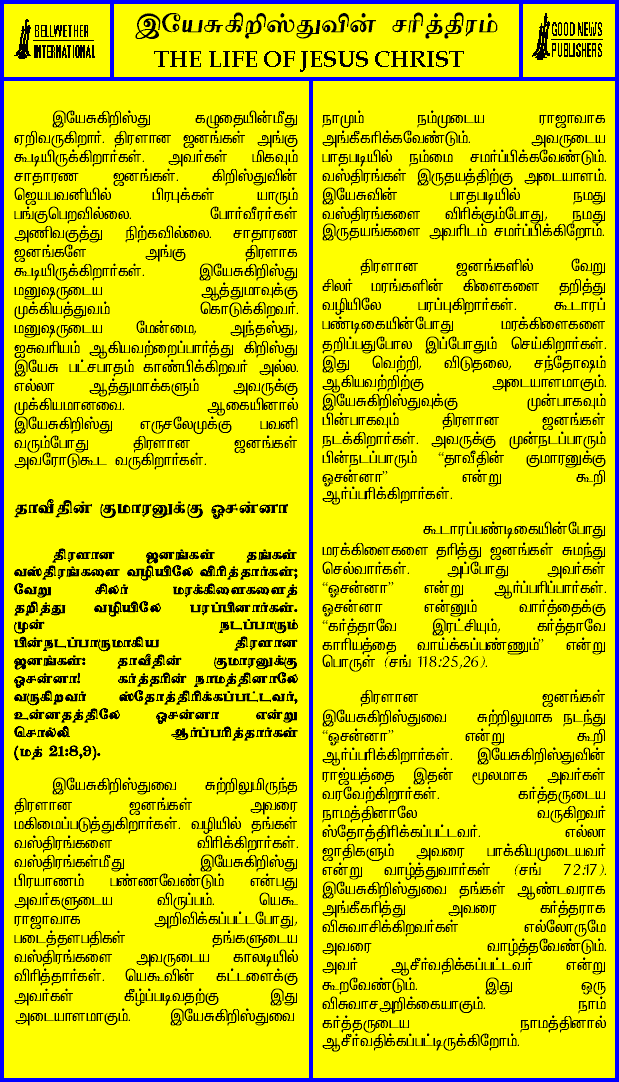 BELLWETHER
INTERNATIONAL
இயேசுகிறிஸ்துவின் சரித்திரம்
THE LIFE OF JESUS CHRIST
GOOD NEWS
PUBLISHERS
இயேசுகிறிஸ்து கழுதையின்மீது
ஏறிவருகிறார். திரளான ஜனங்கள் அங்கு
கூடியிருக்கிறார்கள். அவர்கள் மிகவும்
சாதாரண ஜனங்கள். கிறிஸ்துவின்
ஜெயபவனியில் பிரபுக்கள் யாரும்
பங்குபெறவில்லை. போர்வீரர்கள்
அணிவகுத்து நிற்கவில்லை. சாதாரண
ஜனங்களே அங்கு திரளாக
கூடியிருக்கிறார்கள். இயேசுகிறிஸ்து
மனுஷருடைய ஆத்துமாவுக்கு
முக்கியத்துவம் கொடுக்கிறவர்.
மனுஷருடைய மேன்மை, அந்தஸ்து,
ஐசுவரியம் ஆகியவற்றைப்பார்த்து கிறிஸ்து
இயேசு பட்சபாதம் காண்பிக்கிறவர் அல்ல.
எல்லா ஆத்துமாக்களும் அவருக்கு
முக்கியமானவை. ஆகையினால்
இயேசுகிறிஸ்து எருசலேமுக்கு பவனி
வரும்போது திரளான ஜனங்கள்
அவரோடுகூட வருகிறார்கள்.
தாவீதின் குமாரனுக்கு ஓசன்னா
திரளான ஜனங்கள் தங்கள்
வஸ்திரங்களை வழியிலே விரித்தார்கள்;
வேறு சிலர் மரக்கிளைகளைத்
தறித்து வழியிலே பரப்பினார்கள்.
முன் நடப்பாரும்
பின்நடப்பாருமாகிய திரளான
ஜனங்கள்: தாவீதின் குமாரனுக்கு
ஓசன்னா! கர்த்தரின் நாமத்தினாலே
வருகிறவர் ஸ்தோத்திரிக்கப்பட்டவர்,
உன்னதத்திலே ஓசன்னா என்று
சொல்லி ஆர்ப்பரித்தார்கள்
(மத் 21:8,9).
இயேசுகிறிஸ்துவை சுற்றிலுமிருந்த
திரளான ஜனங்கள் அவரை
மகிமைப்படுத்துகிறார்கள். வழியில் தங்கள்
வஸ்திரங்களை விரிக்கிறார்கள்.
வஸ்திரங்கள்மீது இயேசுகிறிஸ்து
பிரயாணம் பண்ணவேண்டும் என்பது
அவர்களுடைய விருப்பம். யெகூ
ராஜாவாக அறிவிக்கப்பட்டபோது,
படைத்தளபதிகள் தங்களுடைய
வஸ்திரங்களை அவருடைய காலடியில்
விரித்தார்கள். யெகூவின் கட்டளைக்கு
அவர்கள் கீழ்ப்படிவதற்கு இது
அடையாளமாகும். இயேசுகிறிஸ்துவை
நாமும் நம்முடைய ராஜாவாக
அங்கீகரிக்கவேண்டும். அவருடைய
பாதபடியில் நம்மை சமர்ப்பிக்கவேண்டும்.
வஸ்திரங்கள் இருதயத்திற்கு அடையாளம்.
இயேசுவின் பாதபடியில் நமது
வஸ்திரங்களை விரிக்கும்போது, நமது
இருதயங்களை அவரிடம் சமர்ப்பிக்கிறோம்.
திரளான ஜனங்களில் வேறு
சிலர் மரங்களின் கிளைகளை தறித்து
வழியிலே பரப்புகிறார்கள். கூடாரப்
பண்டிகையின்போது மரக்கிளைகளை
தறிப்பதுபோல இப்போதும் செய்கிறார்கள்.
இது வெற்றி, விடுதலை, சந்தோஷம்
ஆகியவற்றிற்கு அடையாளமாகும்.
இயேசுகிறிஸ்துவுக்கு முன்பாகவும்
பின்பாகவும் திரளான ஜனங்கள்
நடக்கிறார்கள். அவருக்கு முன்நடப்பாரும்
பின்நடப்பாரும் “தாவீதின் குமாரனுக்கு
ஓசன்னா” என்று கூறி
ஆர்ப்பரிக்கிறார்கள்.
கூடாரப்பண்டிகையின்போது
மரக்கிளைகளை தரித்து ஜனங்கள் சுமந்து
செல்வார்கள். அப்போது அவர்கள்
“ஓசன்னா” என்று ஆர்ப்பரிப்பார்கள்.
ஓசன்னா என்னும் வார்த்தைக்கு
“கர்த்தாவே இரட்சியும், கர்த்தாவே
காரியத்தை வாய்க்கப்பண்ணும்” என்று
பொருள் (சங் 118:25,26).
திரளான ஜனங்கள்
இயேசுகிறிஸ்துவை சுற்றிலுமாக நடந்து
“ஓசன்னா” என்று கூறி
ஆர்ப்பரிக்கிறார்கள். இயேசுகிறிஸ்துவின்
ராஜ்யத்தை இதன் மூலமாக அவர்கள்
வரவேற்கிறார்கள். கர்த்தருடைய
நாமத்தினாலே வருகிறவர்
ஸ்தோத்திரிக்கப்பட்டவர். எல்லா
ஜாதிகளும் அவரை பாக்கியமுடையவர்
என்று வாழ்த்துவார்கள் (சங் 72:17).
இயேசுகிறிஸ்துவை தங்கள் ஆண்டவராக
அங்கீகரித்து அவரை கர்த்தராக
விசுவாசிக்கிறவர்கள் எல்லோருமே
அவரை வாழ்த்தவேண்டும்.
அவர் ஆசீர்வதிக்கப்பட்டவர் என்று
கூறவேண்டும். இது ஒரு
விசுவாசஅறிக்கையாகும். நாம்
கர்த்தருடைய நாமத்தினால்
ஆசீர்வதிக்கப்பட்டிருக்கிறோம்.